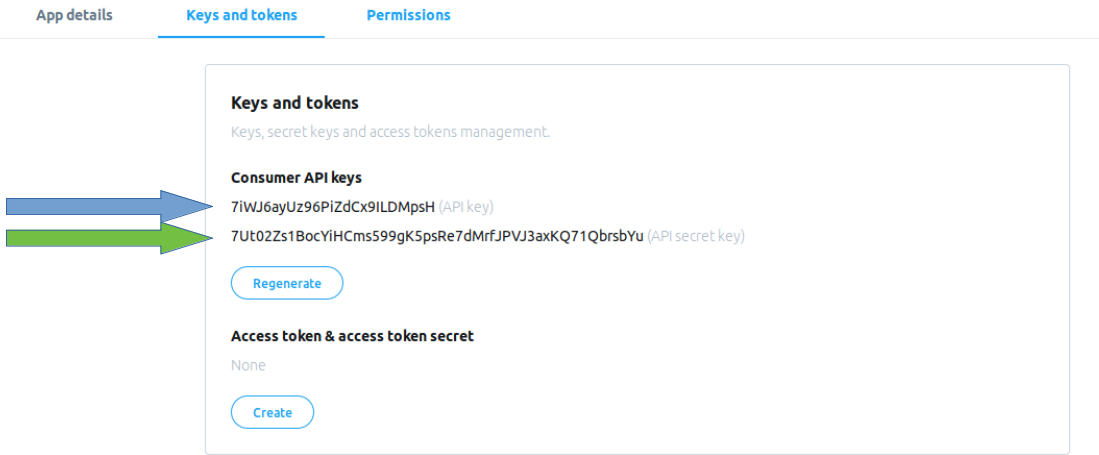 App details Keys and tokens Permissions
Keys and tokens
Keys, secret keys and access tokens management.
Consumer API keys
7iWJ6ayUz96PiZdCx9ILDMpsH (API key)
7Ut02Zs1BocYiHCms599gK5psRe7dMrfJPVJ3axKQ71QbrsbYu (API secret key)
Regenerate
Access token & access token secret
None
Create